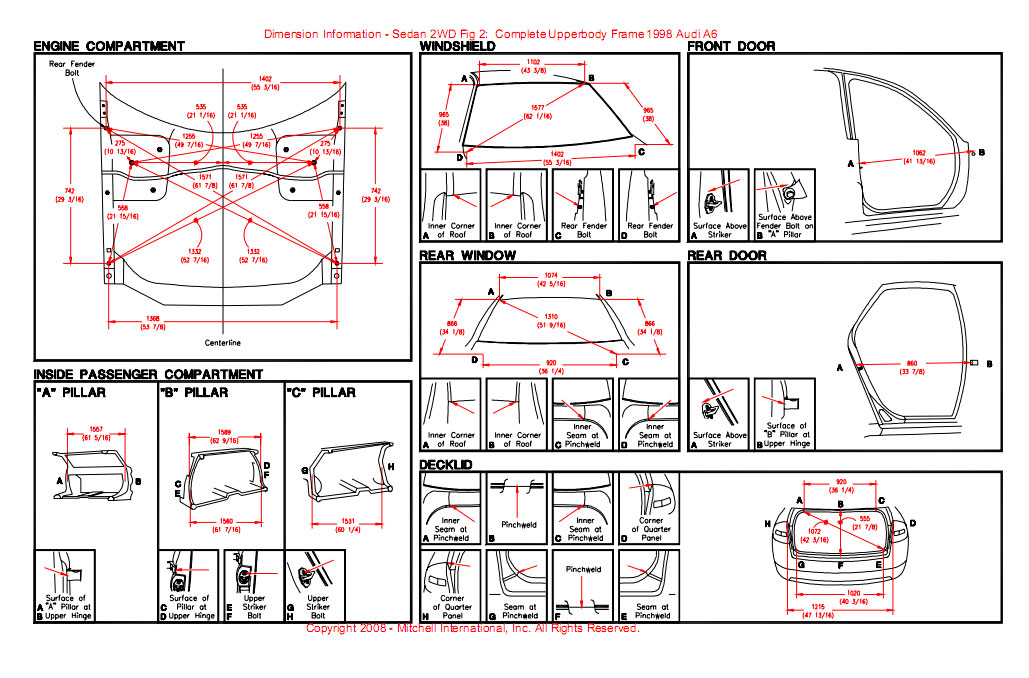 Dimension Information - Sedan 2WD Fig 2: Complete Upperbody Frame 1998 Audi A6
ENGINE COMPARTMENT
Rear Fender
Bolt
1402
(55 3/16)
535
(21 1/16)
535
(21 1/16)
275
(10 13/16)
1255
(49 7/16)
1255
(49 7/16)
275
(10 13/16)
742
(29 3/16)
1571
(61 7/8)
1571
(61 7/8)
742
(29 3/16)
558
(21 15/16)
558
(21 15/16)
1332
(52 7/16)
1332
(52 7/16)
1368
(53 7/8)
Centerline
WINDSHIELD
1102
(43 3/8)
A
B
965
(38)
1577
(62 1/16)
965
(38)
D
C
1402
(55 3/16)
Inner Corner
A of Roof
Inner Corner
B of Roof
Rear Fender
C Bolt
Rear Fender
D Bolt
FRONT DOOR
A
1062
(41 13/16)
B
Surface Above
A Striker
Surface Above
Fender Bolt on
B "A" Pillar
REAR WINDOW
1074
(42 5/16)
A
B
866
(34 1/8)
1310
(51 9/16)
866
(34 1/8)
D
C
920
(36 1/4)
Inner Corner
A of Roof
Inner Corner
B of Roof
Inner
Seam at
C Pinchweld
Inner
Seam at
D Pinchweld
REAR DOOR
A
860
(33 7/8)
B
Surface Above
A Striker
Surface of
"B" Pillar at
B Upper Hinge
INSIDE PASSENGER COMPARTMENT
"A" PILLAR
1557
(61 5/16)
A
B
Surface of
A "A" Pillar at
B Upper Hinge
"B" PILLAR
1589
(62 9/16)
D
F
C
E
1560
(61 7/16)
Surface of
C Pillar at
D Upper Hinge
Upper
E Striker
F Bolt
"C" PILLAR
G
H
1531
(60 1/4)
Upper
G Striker
H Bolt
DECKLID
Inner
Seam at
A Pinchweld
Pinchweld
B
Inner
Seam at
C Pinchweld
Corner
of Quarter
D Panel
Corner
of Quarter
H Panel
Seam at
G Pinchweld
Pinchweld
F
Seam at
E Pinchweld
920
(36 1/4)
A
B
C
H
D
555
(21 7/8)
1072
(42 3/16)
G
F
E
1020
(40 3/16)
1215
(47 13/16)
Copyright 2008 - Mitchell International, Inc. All Rights Reserved.